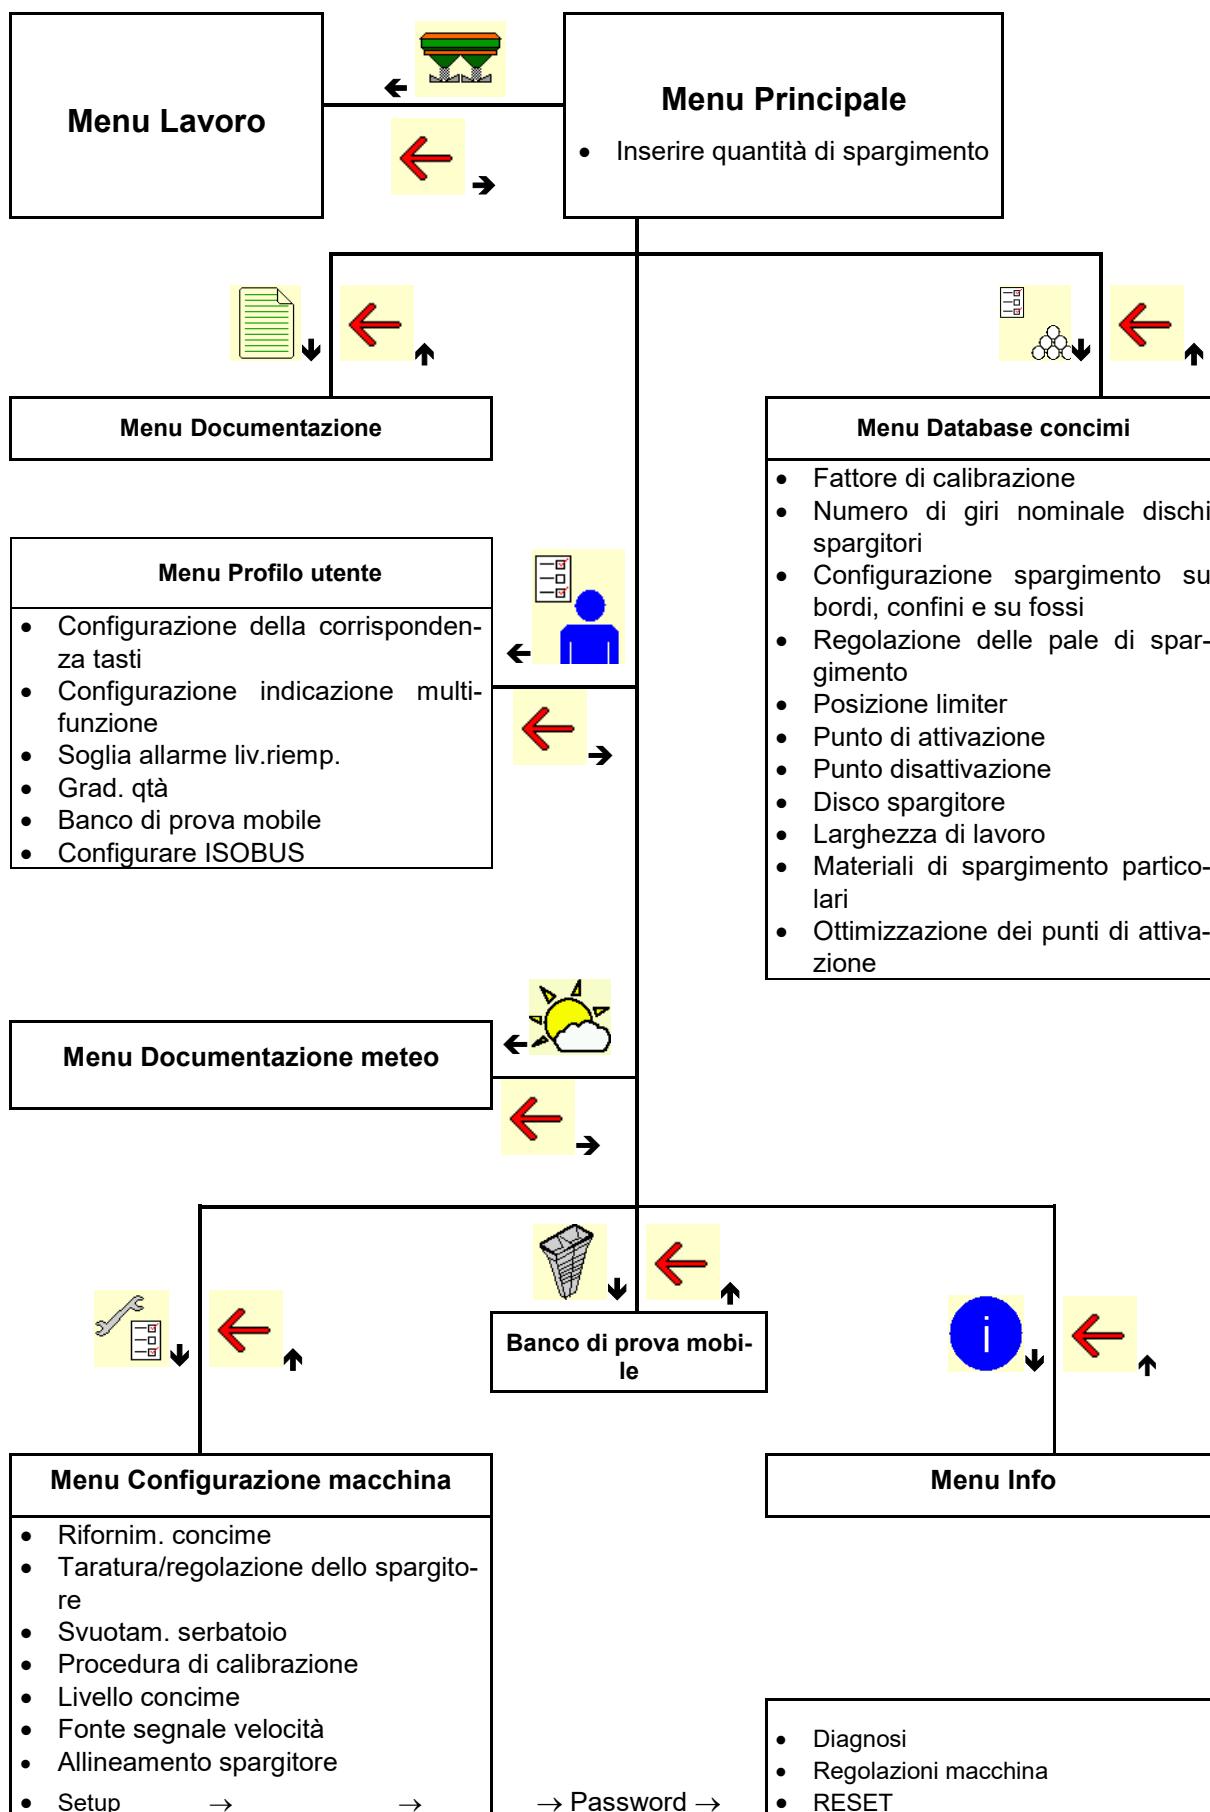 Menu Lavoro
Menu Principale
• Inserire quantità di spargimento
Menu Documentazione
Menu Database concimi
• Fattore di calibrazione
• Numero di giri nominale dischi
spargitori
• Configurazione spargimento su
bordi, confini e su fossi
• Regolazione delle pale di spar-
gimento
• Posizione limiter
• Punto di attivazione
• Punto disattivazione
• Disco spargitore
• Larghezza di lavoro
• Materiali di spargimento partico-
lari
• Ottimizzazione dei punti di attiva-
zione
Menu Profilo utente
• Configurazione della corrisponden-
za tasti
• Configurazione indicazione multi-
funzione
• Soglia allarme liv.riemp.
• Grad. qtà
• Banco di prova mobile
• Configurare ISOBUS
Menu Documentazione meteo
Banco di prova mobi-
le
i
Menu Configurazione macchina
• Rifornim. concime
• Taratura/regolazione dello spargito-
re
• Svuotam. serbatoio
• Procedura di calibrazione
• Livello concime
• Fonte segnale velocità
• Allineamento spargitore
• Setup → → → Password →
Menu Info
• Diagnosi
• Regolazioni macchina
• RESET